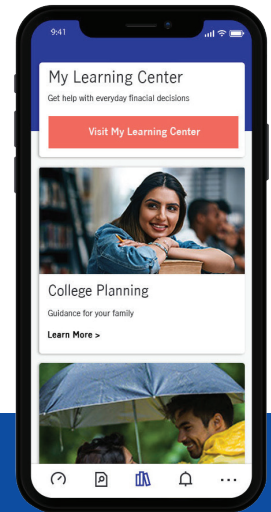 9:41
My Learning Center
Get help with everyday finacial decisions
Visit My Learning Center
College Planning
Guidance for your family
Learn More >